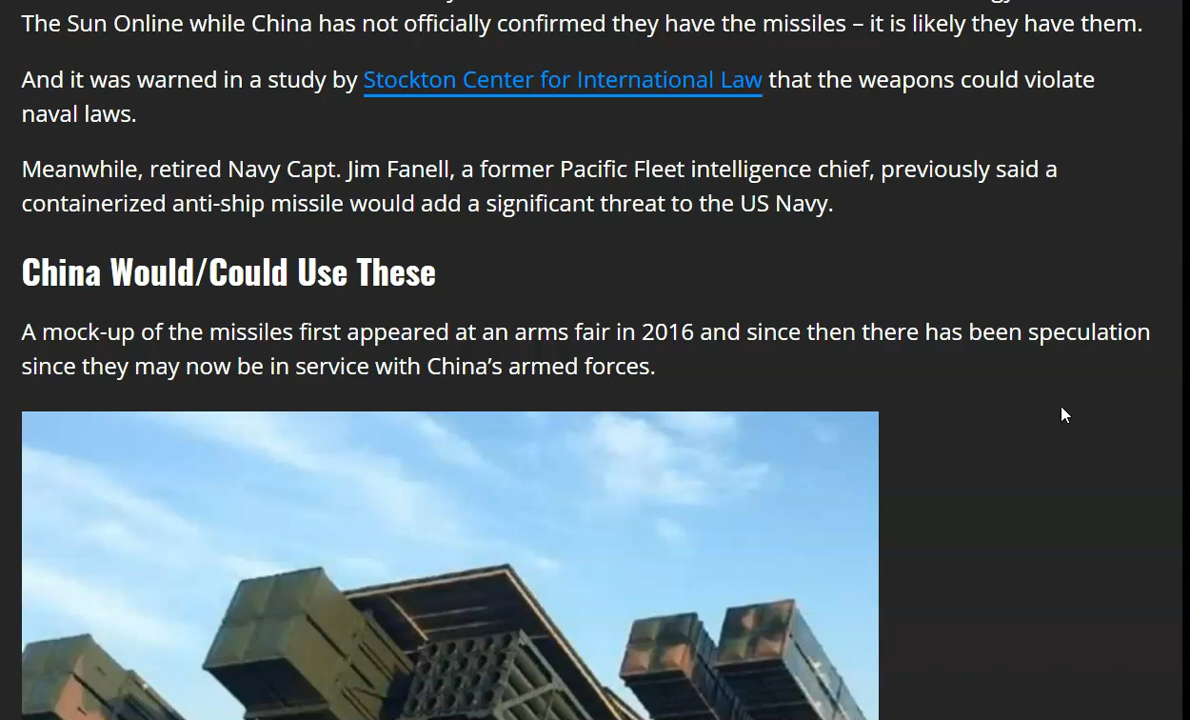 The Sun Online while China has not officially confirmed they have the missiles – it is likely they have them.
And it was warned in a study by Stockton Center for International Law that the weapons could violate
naval laws.
Meanwhile, retired Navy Capt. Jim Fanell, a former Pacific Fleet intelligence chief, previously said a
containerized anti-ship missile would add a significant threat to the US Navy.
China Would/Could Use These
A mock-up of the missiles first appeared at an arms fair in 2016 and since then there has been speculation
since they may now be in service with China’s armed forces.